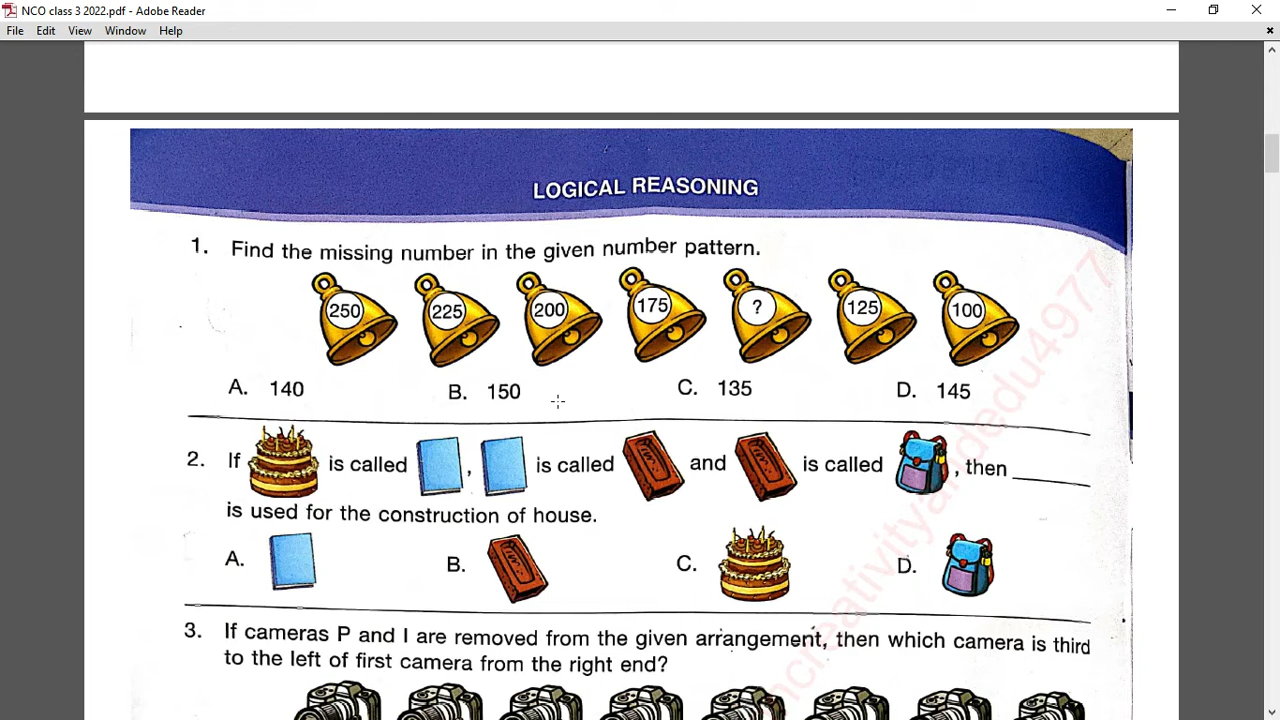 NCO class 3 2022.pdf - Adobe Reader
File Edit View Window Help
LOGICAL REASONING
1. Find the missing number in the given number pattern.
250 225 200 175 ? 125 100
A. 140 B. 150 C. 135 D. 145
2. If is called , is called and is called , then ______
is used for the construction of house.
A. B. C. D.
3. If cameras P and I are removed from the given arrangement, then which camera is third
to the left of first camera from the right end?